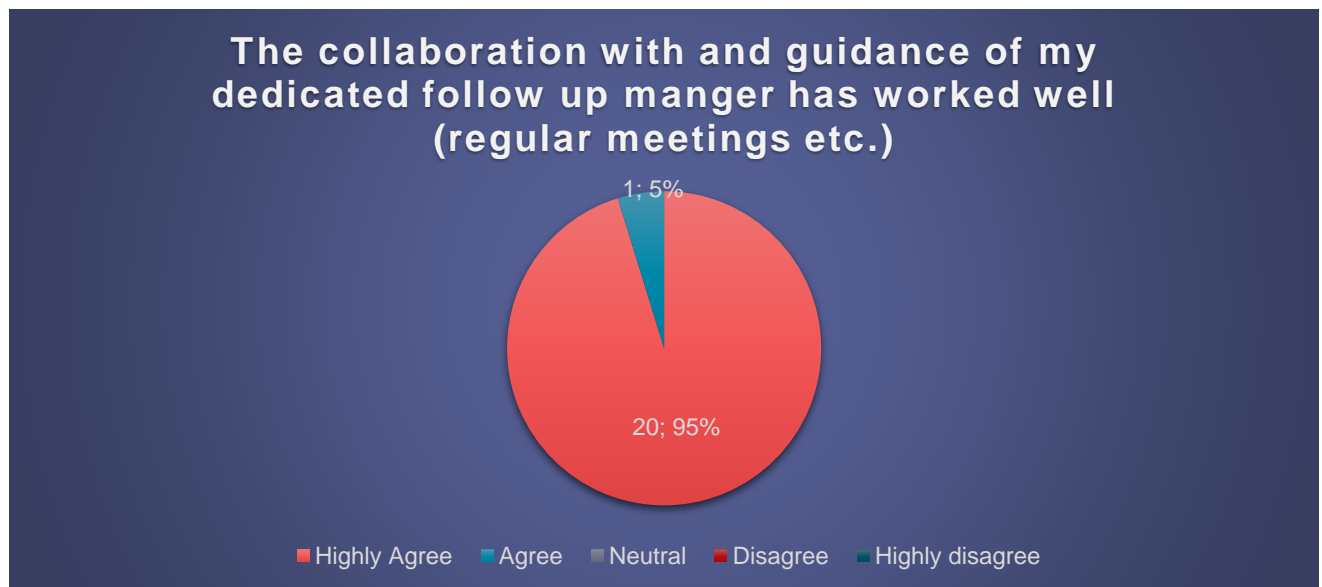 The collaboration with and guidance of my
dedicated follow up manger has worked well
(regular meetings etc.)
1; 5%
20; 95%
Highly Agree Agree Neutral Disagree Highly disagree